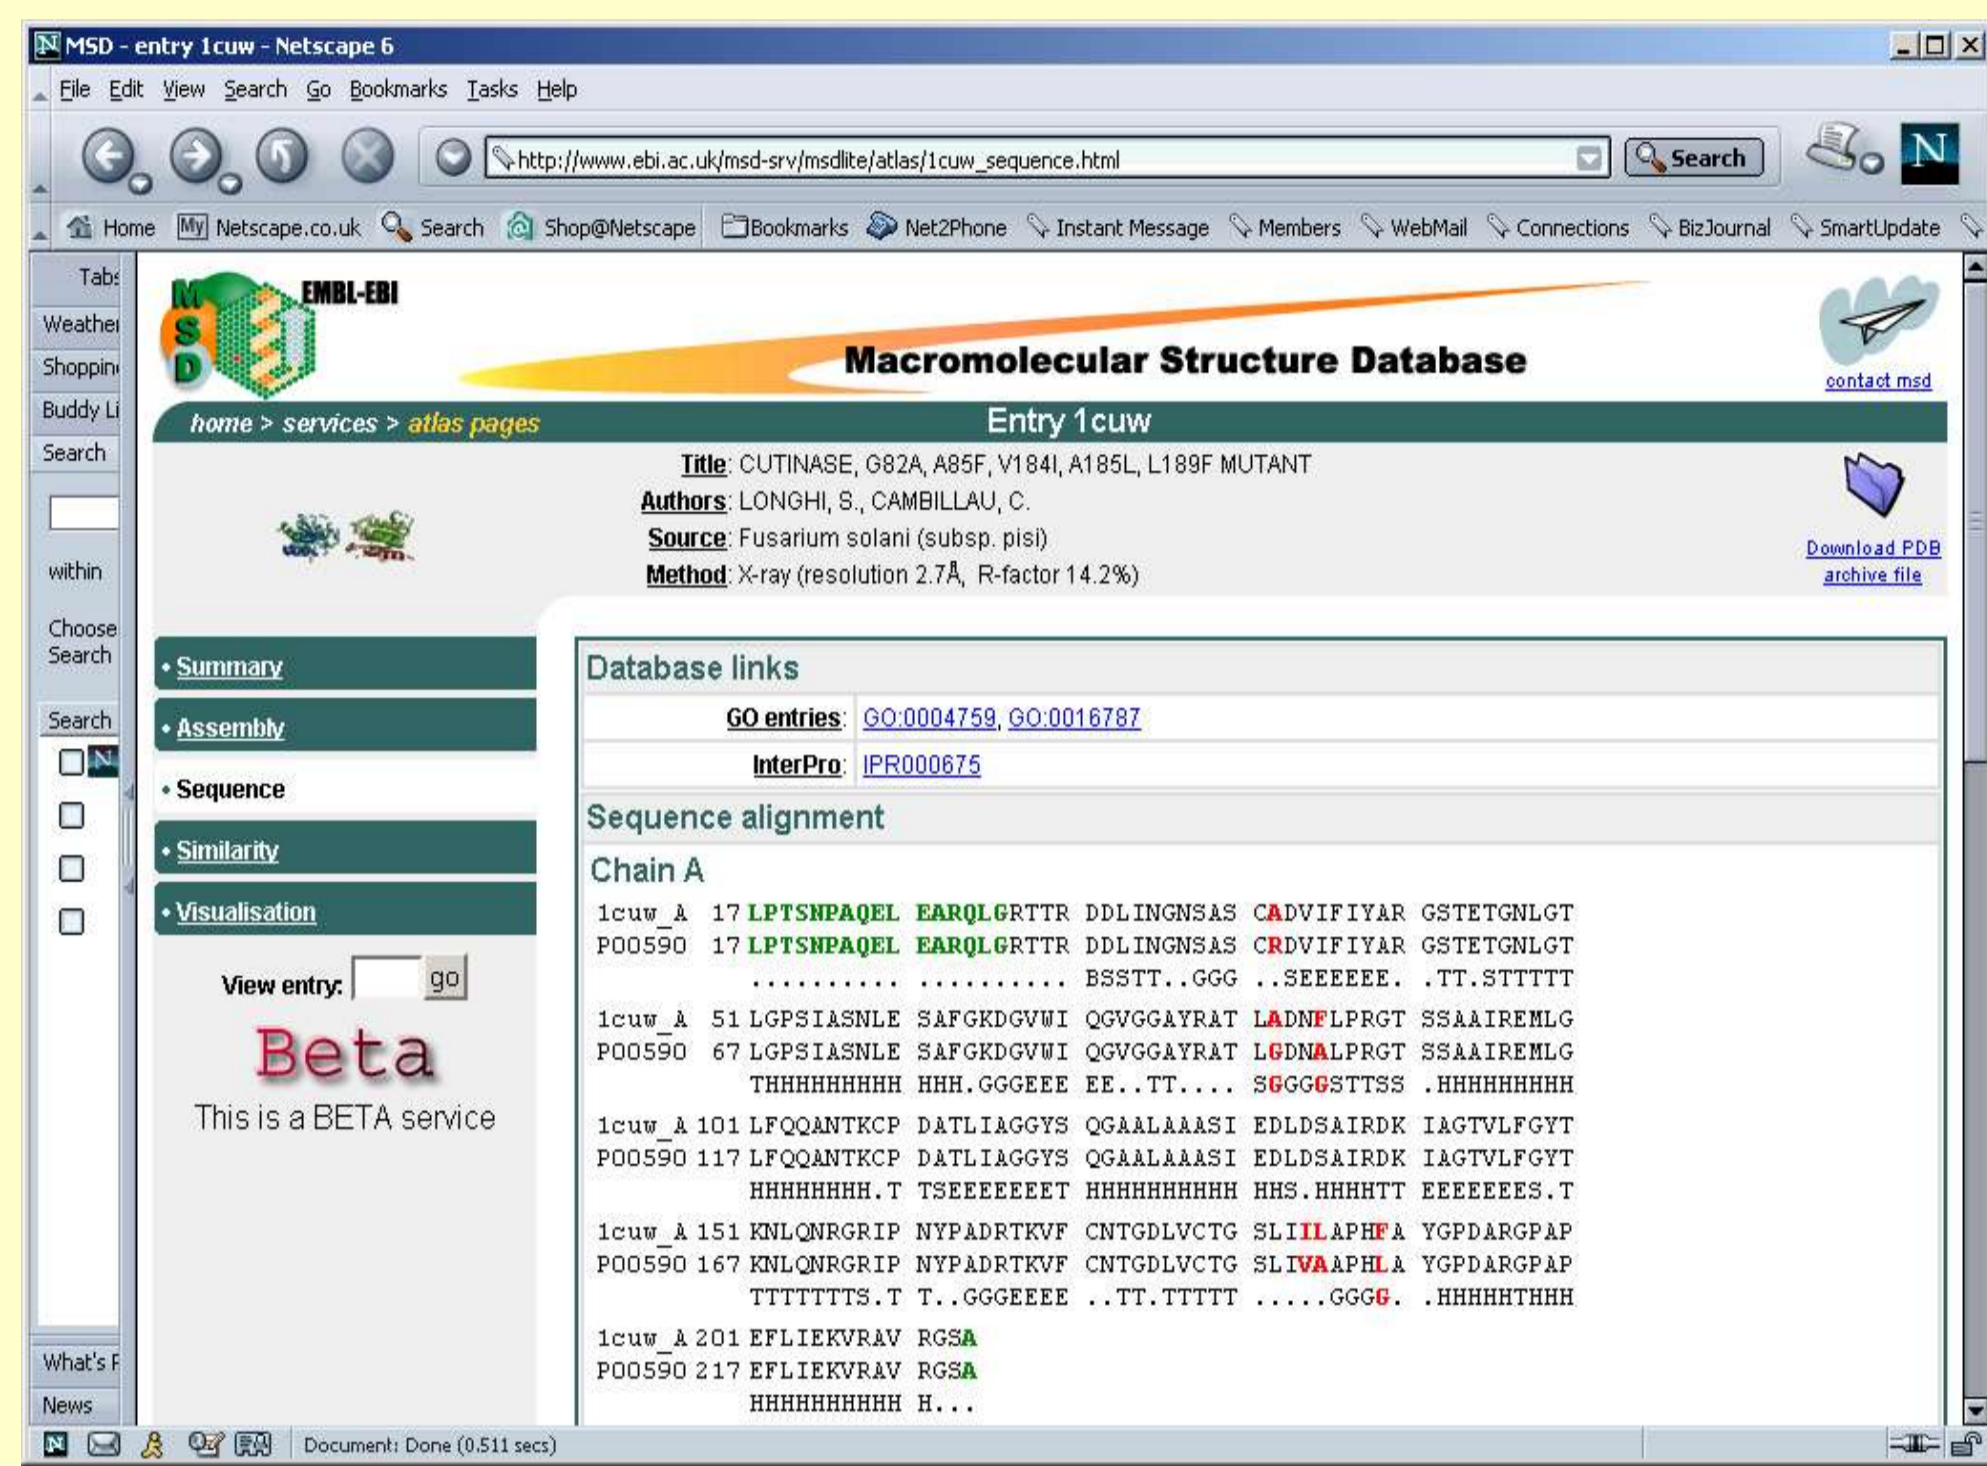 MSD - entry 1cuw - Netscape 6
File Edit View Search Go Bookmarks Tasks Help
http://www.ebi.ac.uk/msd-srv/msdlite/atlas/1cuw_sequence.html Search
Home My Netscape.co.uk Search Shop@Netscape Bookmarks Net2Phone Instant Message Members WebMail Connections BizJournal SmartUpdate
Tabs
Weather
Shoppin
Buddy Li
Search
within
Choose
Search
Search
What's
News
MSD EMBL-EBI
Macromolecular Structure Database
contact msd
home > services > atlas pages Entry 1cuw
Title: CUTINASE, G82A, A85F, V184I, A185L, L189F MUTANT
Authors: LONGHI, S., CAMBILLAU, C.
Source: Fusarium solani (subsp. pisi)
Method: X-ray (resolution 2.7Å, R-factor 14.2%)
Download PDB
archive file
• Summary
• Assembly
• Sequence
• Similarity
• Visualisation
View entry: go
Beta
This is a BETA service
Database links
GO entries: GO:0004759, GO:0016787
InterPro: IPR000675
Sequence alignment
Chain A
1cuw_A 17 LPTSNPAQEL EARQLGRTTR DDLINGNSAS CADVIFIYAR GSTETGNLGT
P00590 17 LPTSNPAQEL EARQLGRTTR DDLINGNSAS CRDVIFIYAR GSTETGNLGT
.......... .......... BSSTT..GGG ..SEEEEEE. .TT.STTTTT
1cuw_A 51 LGPSIASNLE SAFGKDGVWI QGVGGAYRAT LADNFLPRGT SSAAIREMLG
P00590 67 LGPSIASNLE SAFGKDGVWI QGVGGAYRAT LGDNALPRGT SSAAIREMLG
THHHHHHHHH HHH.GGGEEE EE..TT.... SGGGGSTTSS .HHHHHHHHH
1cuw_A 101 LFQQANTKCP DATLIAGGYS QGAALAAASI EDLDSAIRDK IAGTVLFGYT
P00590 117 LFQQANTKCP DATLIAGGYS QGAALAAASI EDLDSAIRDK IAGTVLFGYT
HHHHHHHH.T TSEEEEEEET HHHHHHHHHH HHS.HHHHTT EEEEEEES.T
1cuw_A 151 KNLQNRGRIP NYPADRTKVF CNTGDLVCTG SLIILAPHFA YGPDARGPAP
P00590 167 KNLQNRGRIP NYPADRTKVF CNTGDLVCTG SLIVAAPHLA YGPDARGPAP
TTTTTTTS.T T..GGGEEEE ..TT.TTTTT .....GGGG. .HHHHHTHHH
1cuw_A 201 EFLIEKVRAV RGSA
P00590 217 EFLIEKVRAV RGSA
HHHHHHHHHH H...
Document: Done (0.511 secs)